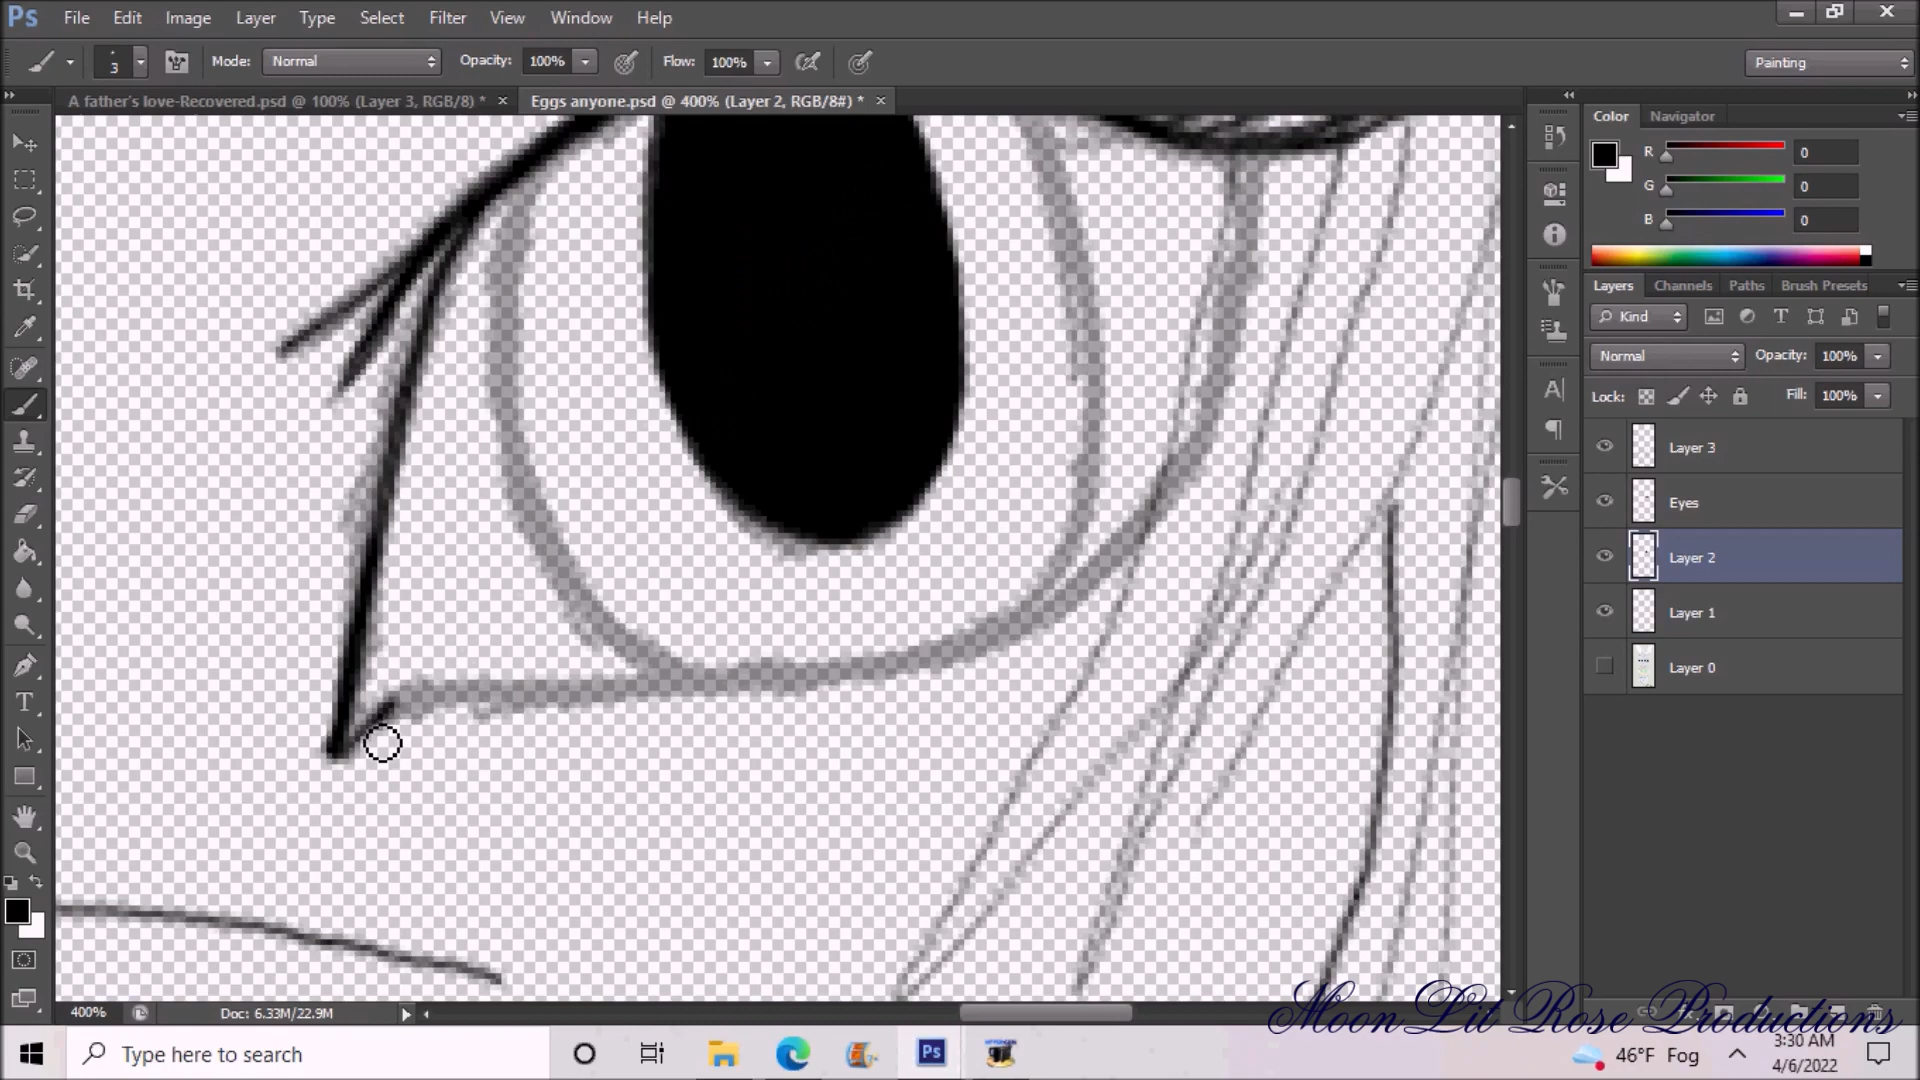 Ps File Edit Image Layer Type Select Filter View Window Help
3 Mode: Normal Opacity: 100% Flow: 100% Painting
A father's love-Recovered.psd @ 100% (Layer 3, RGB/8) * × Eggs anyone.psd @ 400% (Layer 2, RGB/8#) * ×
Color Navigator
R 0
G 0
B 0
Layers Channels Paths Brush Presets
Kind
Normal Opacity: 100%
Lock: Fill: 100%
Layer 3
Eyes
Layer 2
Layer 1
Layer 0
400% Doc: 6.33M/22.9M
MoonLit Rose Productions
Type here to search
Ps
46°F Fog
3:30 AM
4/6/2022